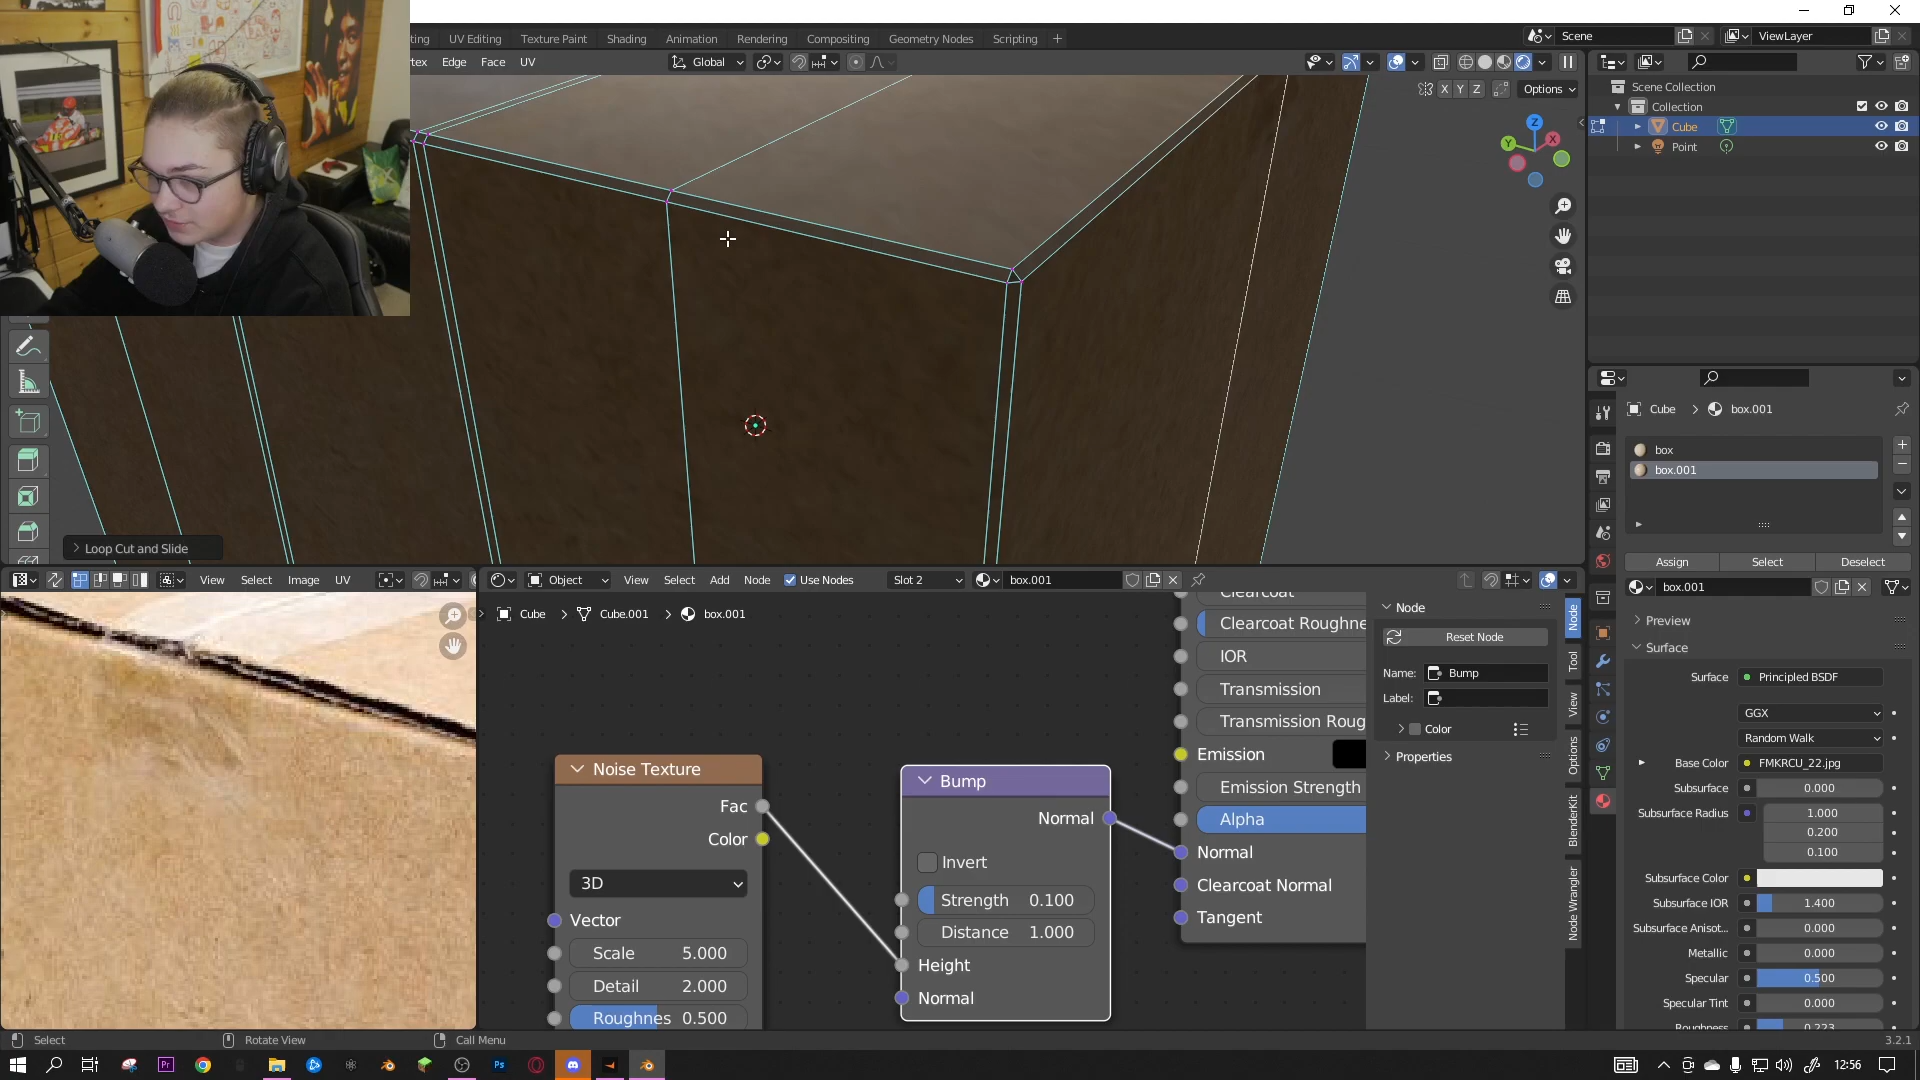 ting UV Editing Texture Paint Shading Animation Rendering Compositing Geometry Nodes Scripting +
Scene
ViewLayer
rtex Edge Face UV
Global
X Y Z Options
Z
Y
X
Scene Collection
Collection
Cube
Point
Loop Cut and Slide
Cube > box.001
box
box.001
Assign Select Deselect
box.001
Preview
Surface
Surface Principled BSDF
GGX
Random Walk
Base Color FMKRCU_22.jpg
Subsurface 0.000
Subsurface Radius 1.000
0.200
0.100
Subsurface Color
Subsurface IOR 1.400
Subsurface Anisot... 0.000
Metallic 0.000
Specular 0.500
Specular Tint 0.000
Roughness 0.223
View Select Image UV
Object View Select Add Node Use Nodes Slot 2 box.001
Cube > Cube.001 box.001
Clearcoat
Clearcoat Roughne
IOR
Transmission
Transmission Roug
Emission
Emission Strength
Alpha
Normal
Clearcoat Normal
Tangent
Noise Texture
Fac
Color
3D
Vector
Scale 5.000
Detail 2.000
Roughnes 0.500
Bump
Normal
Invert
Strength 0.100
Distance 1.000
Height
Normal
Node
Reset Node
Name: Bump
Label:
Color
Properties
Node
Tool
View
Options
BlenderKit
Node Wrangler
Select Rotate View Call Menu 3.2.1
Pr
Ps
12:56